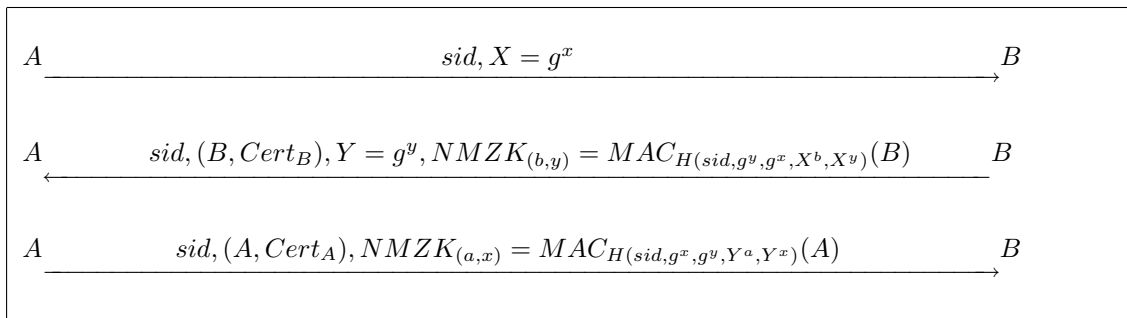 A sid, X = g^x B
A sid, (B, Cert_B), Y = g^y, NMZK_(b,y) = MAC_H(sid,g^y,g^x,X^b,X^y)(B) B
A sid, (A, Cert_A), NMZK_(a,x) = MAC_H(sid,g^x,g^y,Y^a,Y^x)(A) B